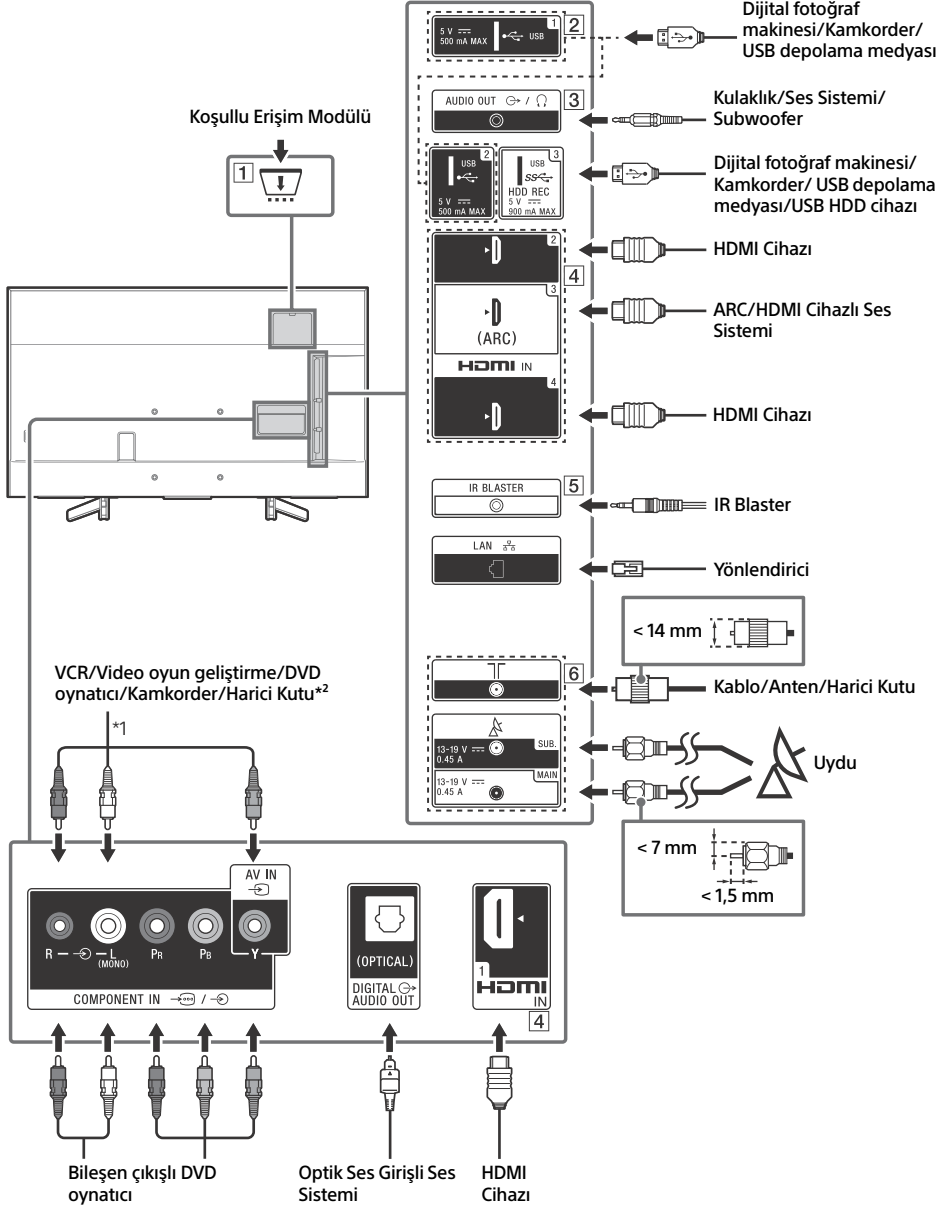 Dijital fotoğraf
makinesi/Kamkorder/
USB depolama medyası
5 V
500 mA MAX
USB
1
2
AUDIO OUT
/
3
Kulaklık/Ses Sistemi/
Subwoofer
Koşullu Erişim Modülü
1
USB
2
5 V
500 mA MAX
USB
3
SS
HDD REC
5 V
900 mA MAX
Dijital fotoğraf makinesi/
Kamkorder/ USB depolama
medyası/USB HDD cihazı
2
HDMI Cihazı
4
3
(ARC)
ARC/HDMI Cihazlı Ses
Sistemi
HDMI IN
4
HDMI Cihazı
IR BLASTER
5
IR Blaster
LAN
Yönlendirici
< 14 mm
6
Kablo/Anten/Harici Kutu
13-19 V
0.45 A
SUB.
13-19 V
0.45 A
MAIN
Uydu
< 7 mm
< 1,5 mm
VCR/Video oyun geliştirme/DVD
oynatıcı/Kamkorder/Harici Kutu*2
*1
AV IN
R
L
(MONO)
PR
PB
Y
COMPONENT IN
/
(OPTICAL)
DIGITAL
AUDIO OUT
1
HDMI
IN
4
Bileşen çıkışlı DVD
oynatıcı
Optik Ses Girişli Ses
Sistemi
HDMI
Cihazı